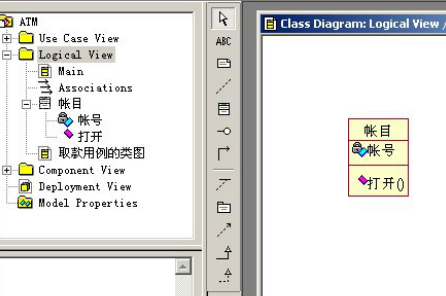 ATM
Use Case View
Logical View
Main
Associations
帐目
帐号
打开
取款用例的类图
Component View
Deployment View
Model Properties
ABC
Class Diagram: Logical View /
帐目
帐号
打开()